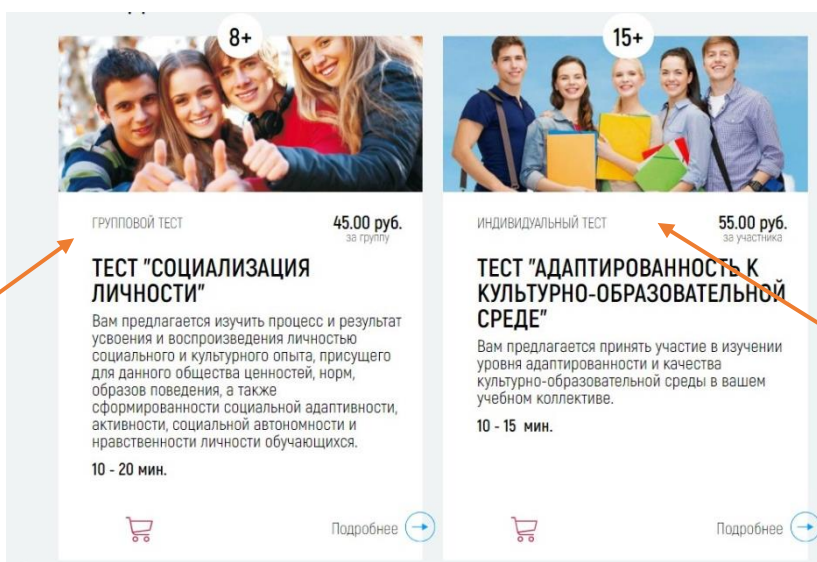 8+
ГРУППОВОЙ ТЕСТ
45.00 руб.
за группу
ТЕСТ "СОЦИАЛИЗАЦИЯ
ЛИЧНОСТИ"
Вам предлагается изучить процесс и результат
усвоения и воспроизведения личностью
социального и культурного опыта, присущего
для данного общества ценностей, норм,
образов поведения, а также
сформированности социальной адаптивности,
активности, социальной автономности и
нравственности личности обучающихся.
10 - 20 мин.
Подробнее
15+
ИНДИВИДУАЛЬНЫЙ ТЕСТ
55.00 руб.
за участника
ТЕСТ "АДАПТИРОВАННОСТЬ К
КУЛЬТУРНО-ОБРАЗОВАТЕЛЬНОЙ
СРЕДЕ"
Вам предлагается принять участие в изучении
уровня адаптированности и качества
культурно-образовательной среды в вашем
учебном коллективе.
10 - 15 мин.
Подробнее